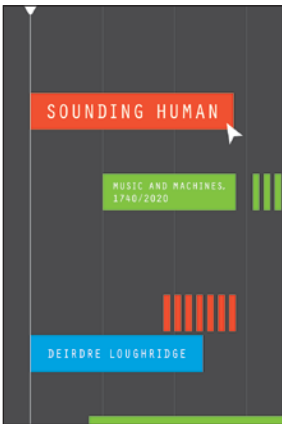 SOUNDING HUMAN
MUSIC AND MACHINES,
1740/2020
DEIRDRE LOUGHRIDGE